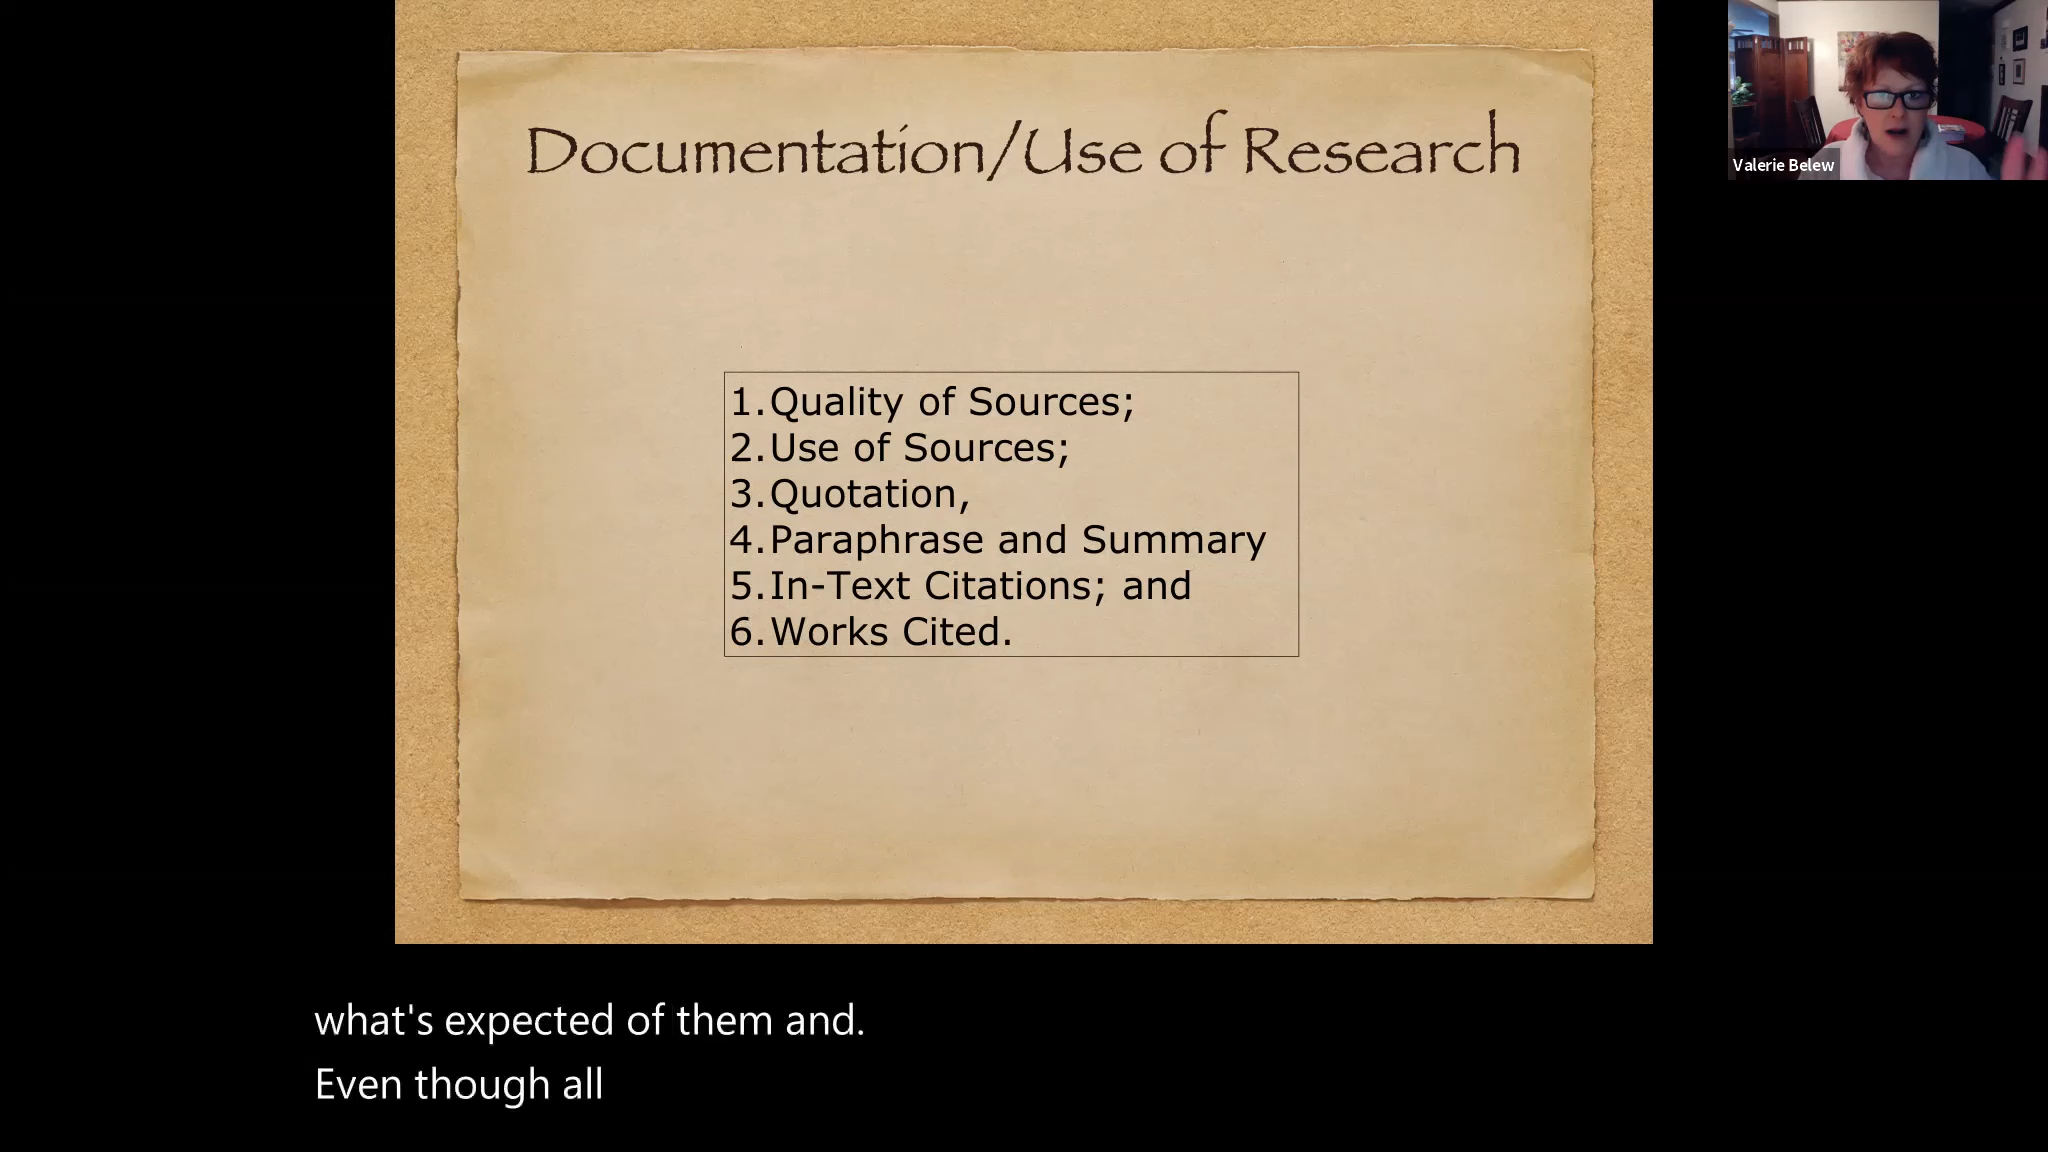 Documentation/Use of Research
Valerie Belew
1.Quality of Sources;
2.Use of Sources;
3.Quotation,
4.Paraphrase and Summary
5.In-Text Citations; and
6.Works Cited.
what's expected of them and.
Even though all